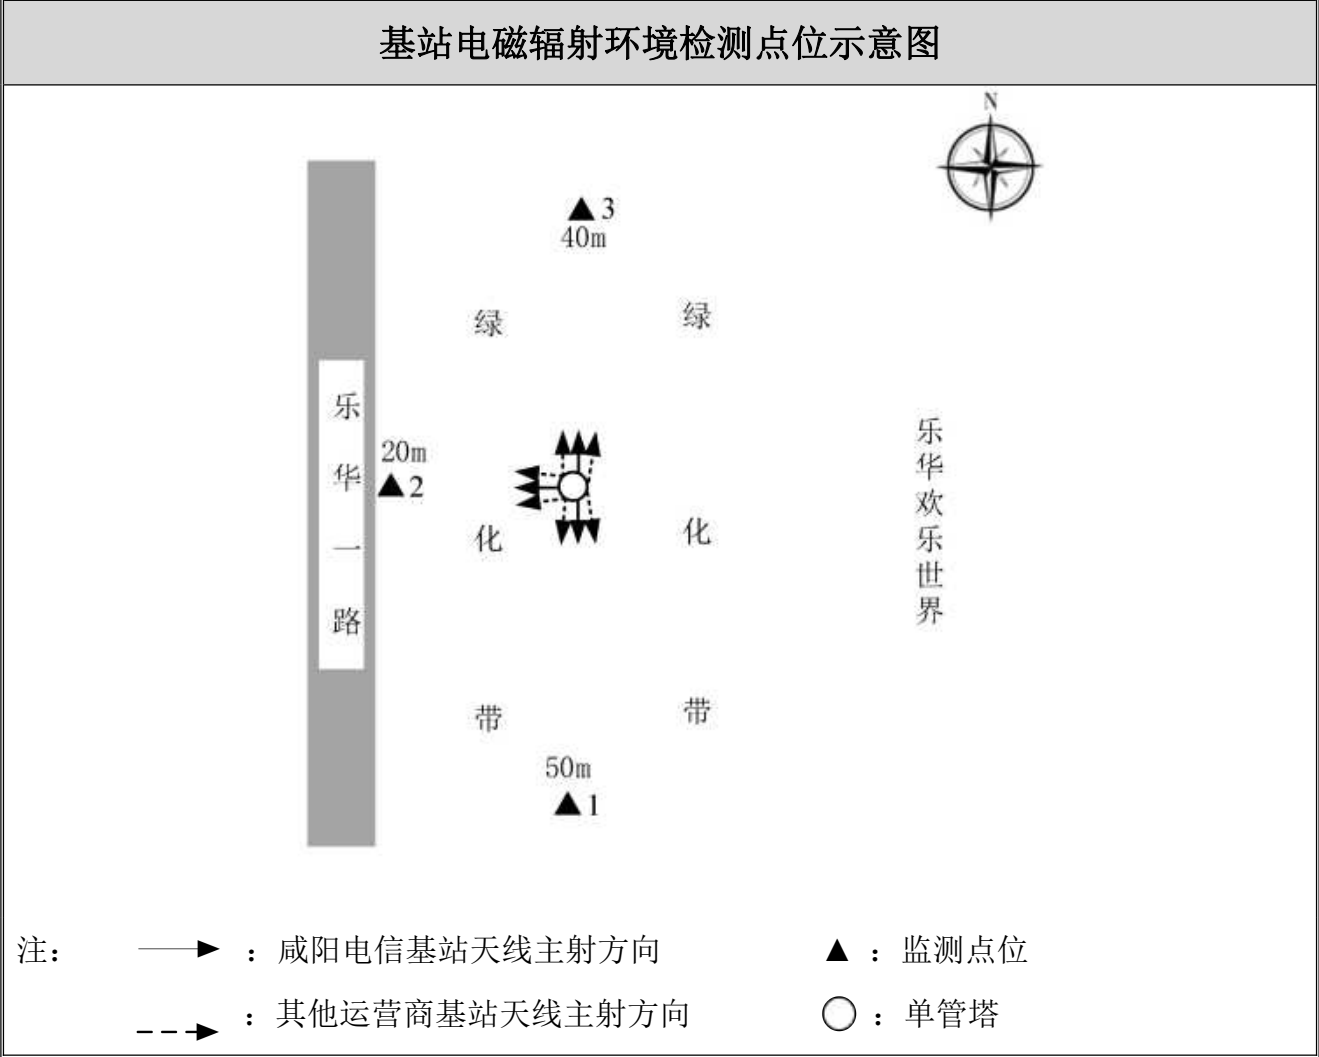 基站电磁辐射环境检测点位示意图
N
3
40m
绿化带
绿化带
乐华一路
20m
2
乐华欢乐世界
50m
1
注：
：咸阳电信基站天线主射方向
：监测点位
：其他运营商基站天线主射方向
：单管塔